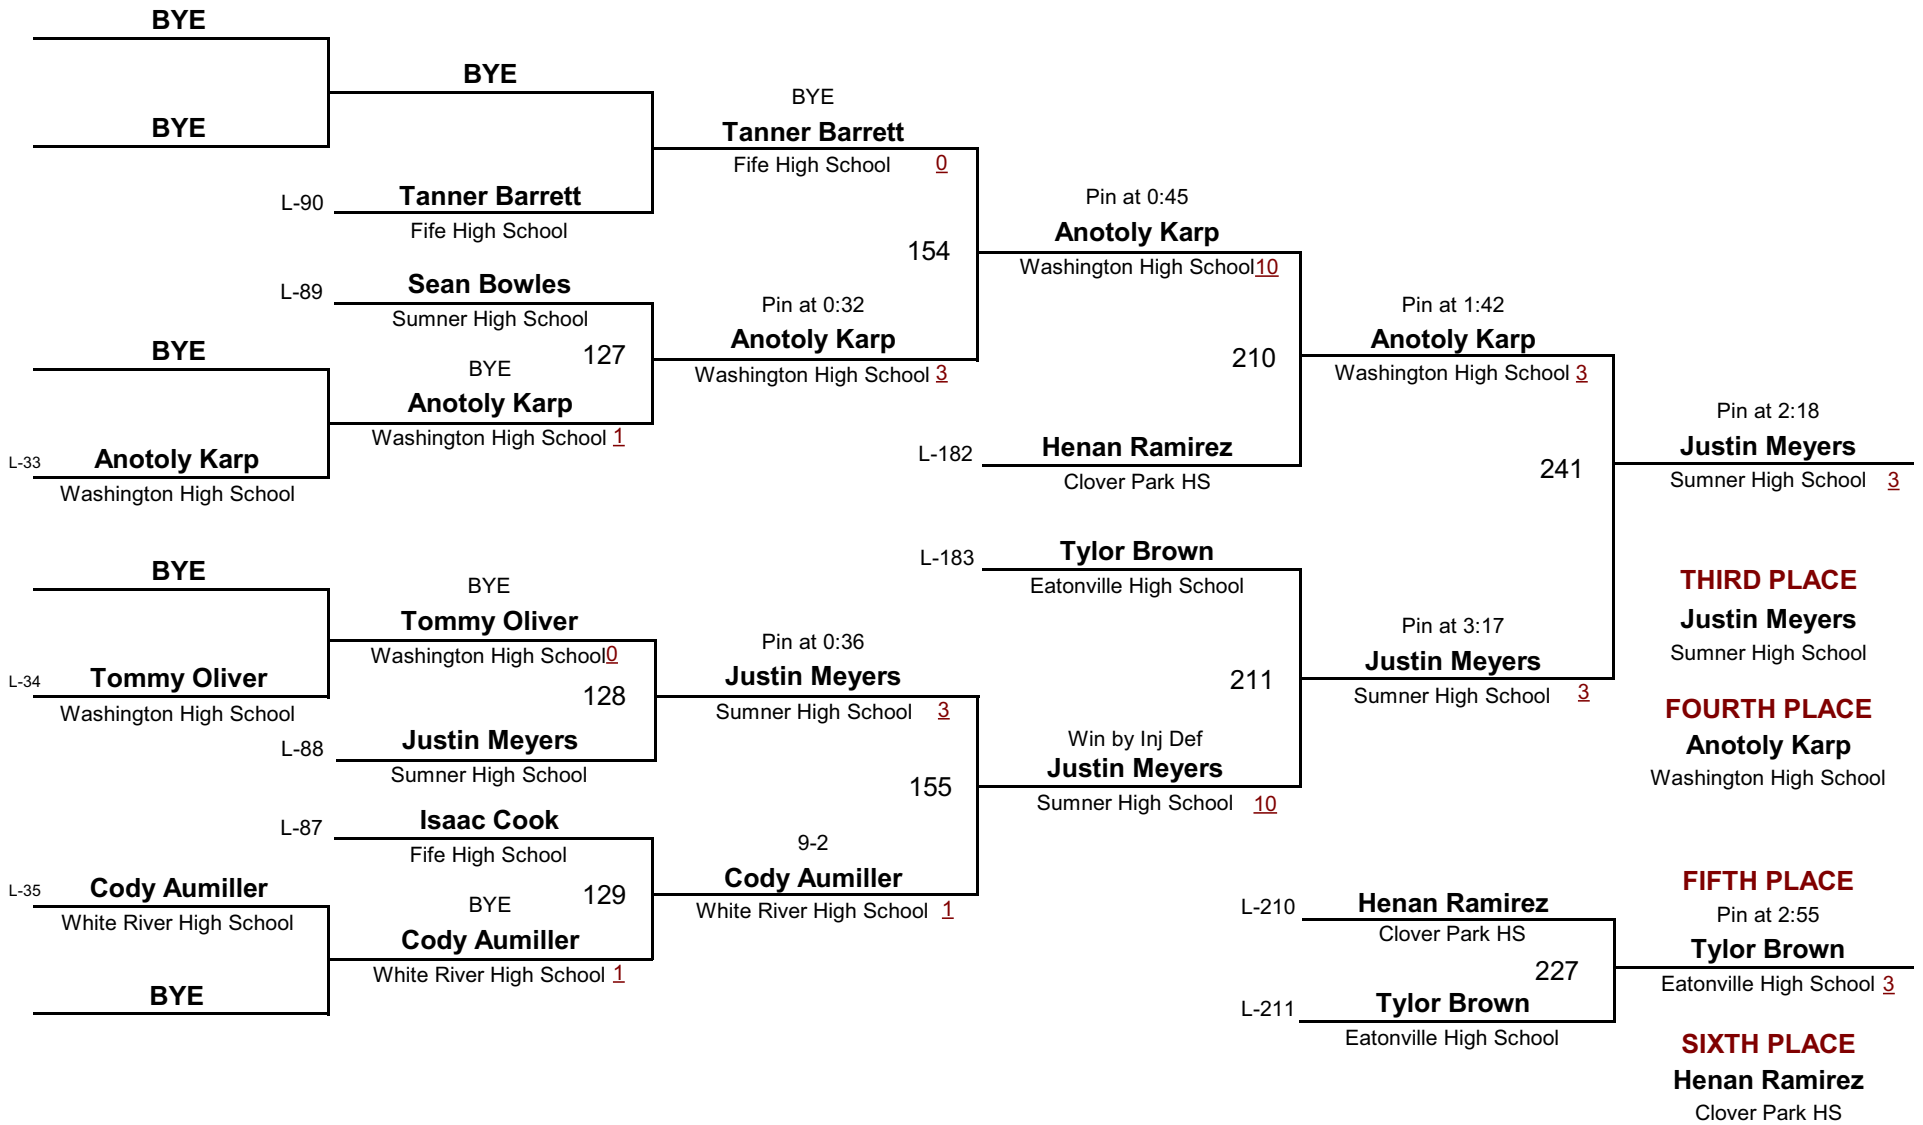 BYE
BYE
BYE
L-90 Tanner Barrett
Fife High School
L-89 Sean Bowles
Sumner High School
BYE
L-33 Anotoly Karp
Washington High School
127
BYE
Anotoly Karp
Washington High School 1
BYE
Tanner Barrett
Fife High School 0
154
Pin at 0:32
Anotoly Karp
Washington High School 3
Pin at 0:45
Anotoly Karp
Washington High School 10
210
L-182 Henan Ramirez
Clover Park HS
Pin at 1:42
Anotoly Karp
Washington High School 3
241
Pin at 2:18
Justin Meyers
Sumner High School 3
BYE
L-34 Tommy Oliver
Washington High School
BYE
Tommy Oliver
Washington High School 0
128
L-88 Justin Meyers
Sumner High School
L-87 Isaac Cook
Fife High School
L-35 Cody Aumiller
White River High School
BYE
129
BYE
Cody Aumiller
White River High School 1
Pin at 0:36
Justin Meyers
Sumner High School 3
155
9-2
Cody Aumiller
White River High School 1
L-183 Tylor Brown
Eatonville High School
211
Win by Inj Def
Justin Meyers
Sumner High School 10
Pin at 3:17
Justin Meyers
Sumner High School 3
THIRD PLACE
Justin Meyers
Sumner High School
FOURTH PLACE
Anotoly Karp
Washington High School
L-210 Henan Ramirez
Clover Park HS
227
L-211 Tylor Brown
Eatonville High School
FIFTH PLACE
Pin at 2:55
Tylor Brown
Eatonville High School 3
SIXTH PLACE
Henan Ramirez
Clover Park HS